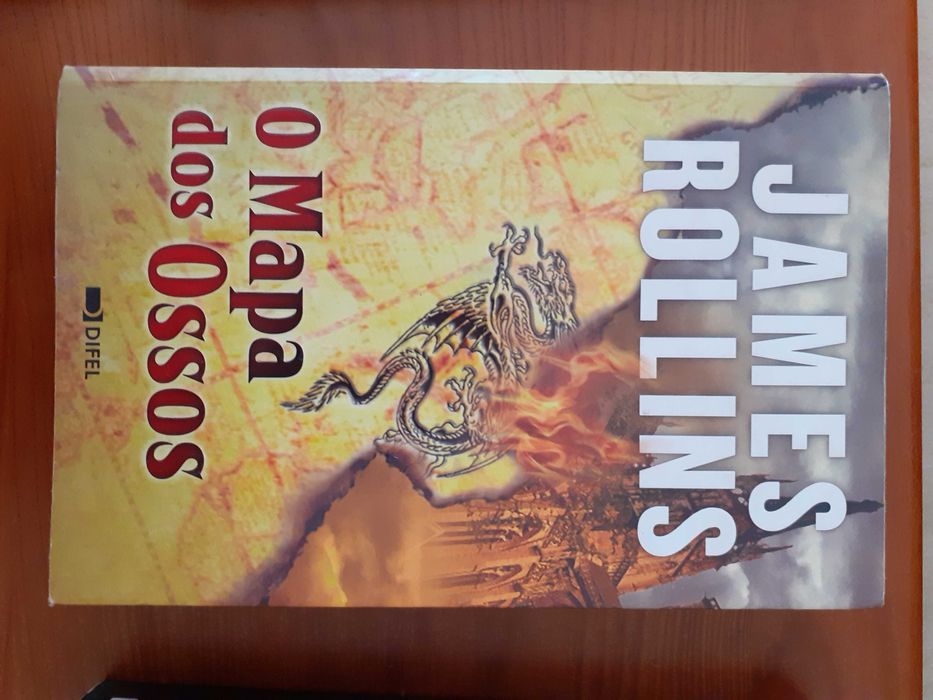 JAMES
ROLLINS
O Mapa
dos Ossos
DIFEL